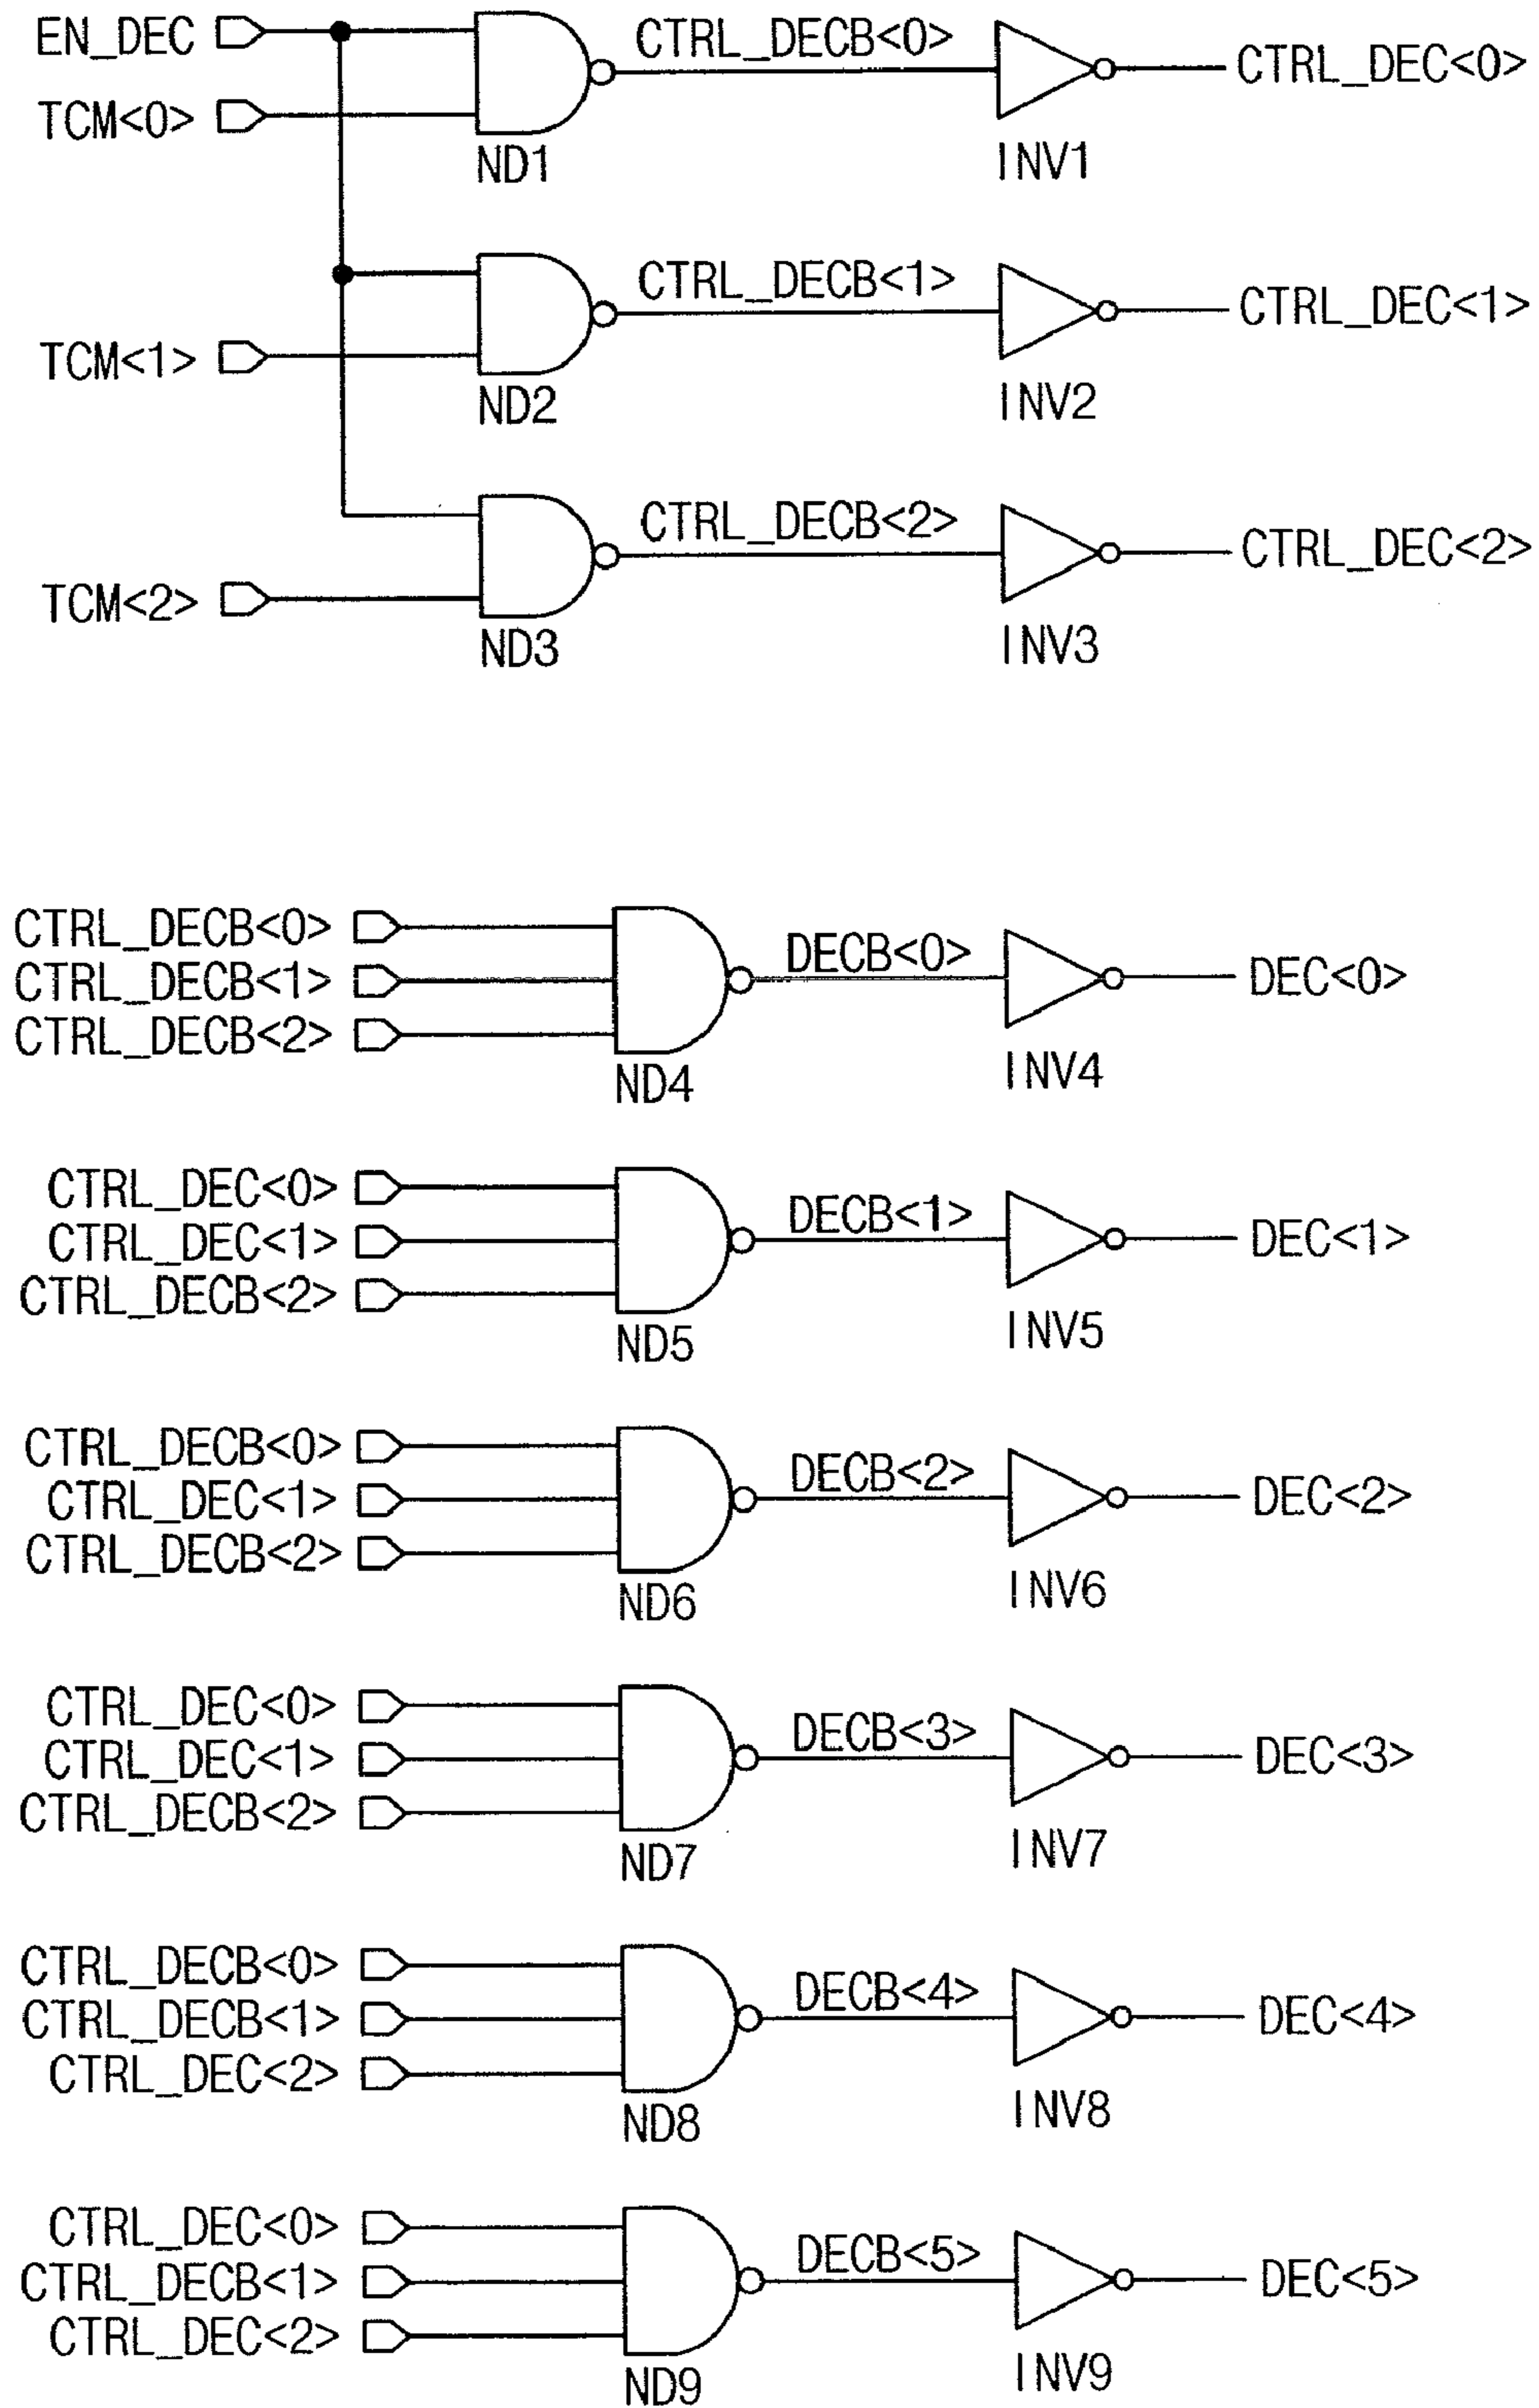 EN_DEC
CTRL_DECB<0>
CTRL_DEC<0>
TCM<0>
ND1
INV1
CTRL_DECB<1>
CTRL_DEC<1>
TCM<1>
ND2
INV2
CTRL_DECB<2>
CTRL_DEC<2>
TCM<2>
ND3
INV3
CTRL_DECB<0>
CTRL_DECB<1>
CTRL_DECB<2>
DECB<0>
DEC<0>
ND4
INV4
CTRL_DEC<0>
CTRL_DEC<1>
CTRL_DECB<2>
DECB<1>
DEC<1>
ND5
INV5
CTRL_DECB<0>
CTRL_DEC<1>
CTRL_DECB<2>
DECB<2>
DEC<2>
ND6
INV6
CTRL_DEC<0>
CTRL_DEC<1>
CTRL_DECB<2>
DECB<3>
DEC<3>
ND7
INV7
CTRL_DECB<0>
CTRL_DECB<1>
CTRL_DEC<2>
DECB<4>
DEC<4>
ND8
INV8
CTRL_DEC<0>
CTRL_DECB<1>
CTRL_DEC<2>
DECB<5>
DEC<5>
ND9
INV9